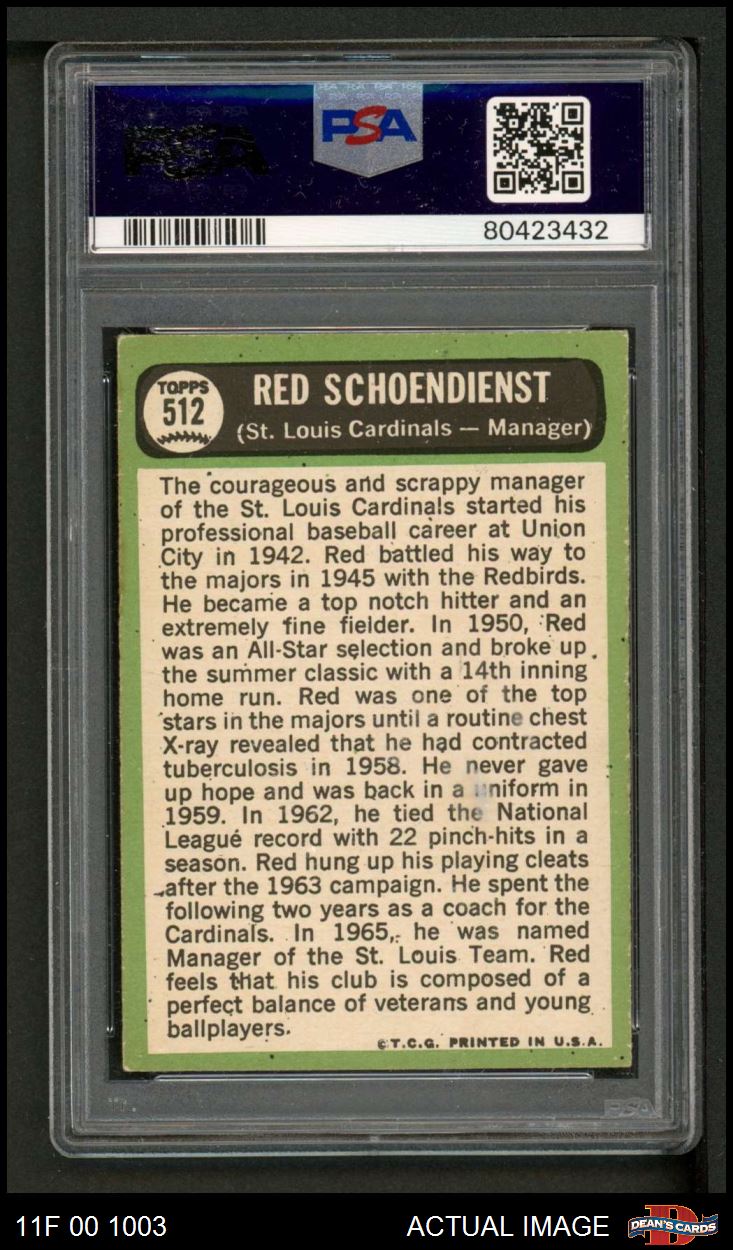 PSA
PSA
80423432
TOPPS
512
RED SCHOENDIENST
(St. Louis Cardinals — Manager)
The courageous and scrappy manager
of the St. Louis Cardinals started his
professional baseball career at Union
City in 1942. Red battled his way to
the majors in 1945 with the Redbirds.
He became a top notch hitter and an
extremely fine fielder. In 1950, Red
was an All-Star selection and broke up
the summer classic with a 14th inning
home run. Red was one of the top
stars in the majors until a routine chest
X-ray revealed that he had contracted
tuberculosis in 1958. He never gave
up hope and was back in a uniform in
1959. In 1962, he tied the National
League record with 22 pinch-hits in a
season. Red hung up his playing cleats
after the 1963 campaign. He spent the
following two years as a coach for the
Cardinals. In 1965, he was named
Manager of the St. Louis Team. Red
feels that his club is composed of a
perfect balance of veterans and young
ballplayers.
©T.C.G. PRINTED IN U.S.A.
PSA
11F 00 1003
ACTUAL IMAGE
DEAN'S CARDS